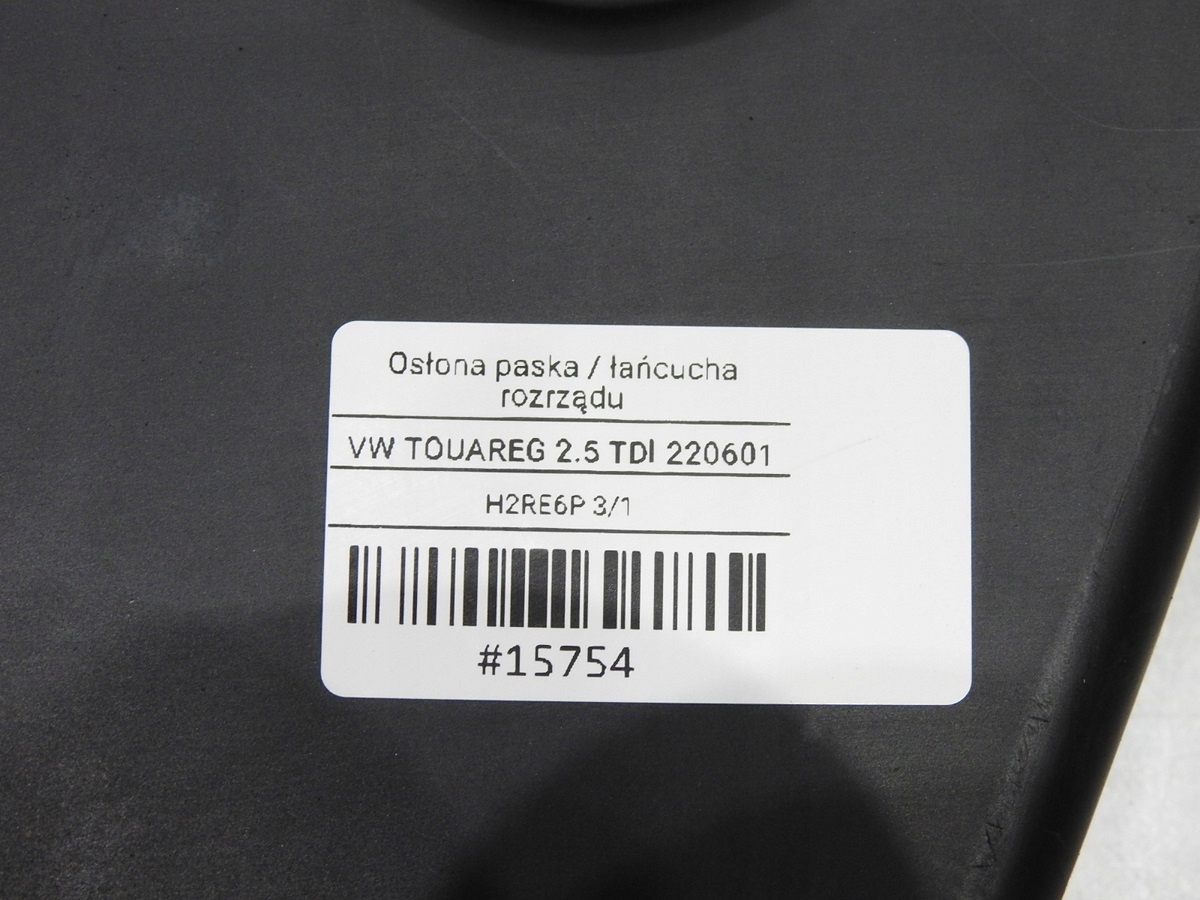 Osłona paska / łańcucha
rozrządu
VW TOUAREG 2.5 TDI 220601
H2RE6P 3/1
#15754